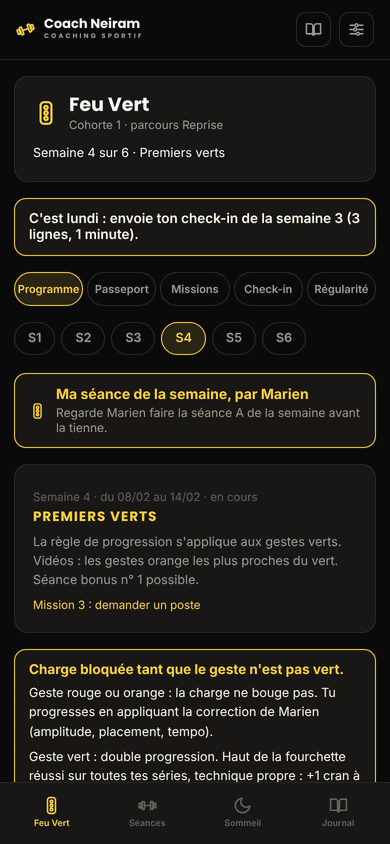 Coach Neiram
COACHING SPORTIF
Feu Vert
Cohorte 1 · parcours Reprise
Semaine 4 sur 6 · Premiers verts
C'est lundi : envoie ton check-in de la semaine 3 (3
lignes, 1 minute).
Programme Passeport Missions Check-in Régularité
S1 S2 S3 S4 S5 S6
Ma séance de la semaine, par Marien
Regarde Marien faire la séance A de la semaine avant
la tienne.
Semaine 4 · du 08/02 au 14/02 · en cours
PREMIERS VERTS
La règle de progression s'applique aux gestes verts.
Vidéos : les gestes orange les plus proches du vert.
Séance bonus n° 1 possible.
Mission 3 : demander un poste
Charge bloquée tant que le geste n'est pas vert.
Geste rouge ou orange : la charge ne bouge pas. Tu
progresses en appliquant la correction de Marien
(amplitude, placement, tempo).
Geste vert : double progression. Haut de la fourchette
réussi sur toutes tes séries, technique propre : +1 cran à
Feu Vert Séances Sommeil Journal